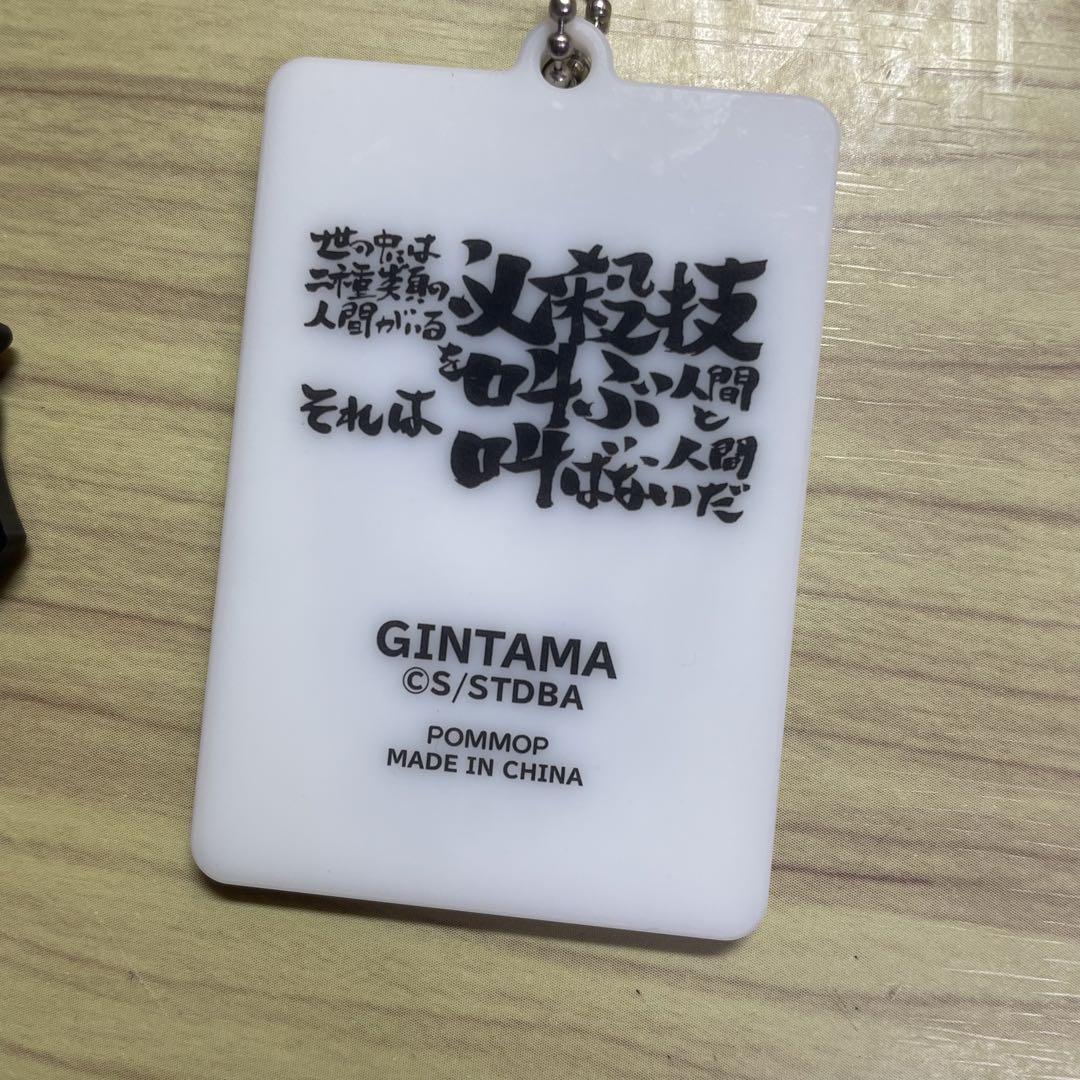 世の中には
二種類の
人間がいる
それは
必殺技
を叫ぶ人間
と
叫ばない人間
だ
GINTAMA
©S/STDBA
POMMOP
MADE IN CHINA